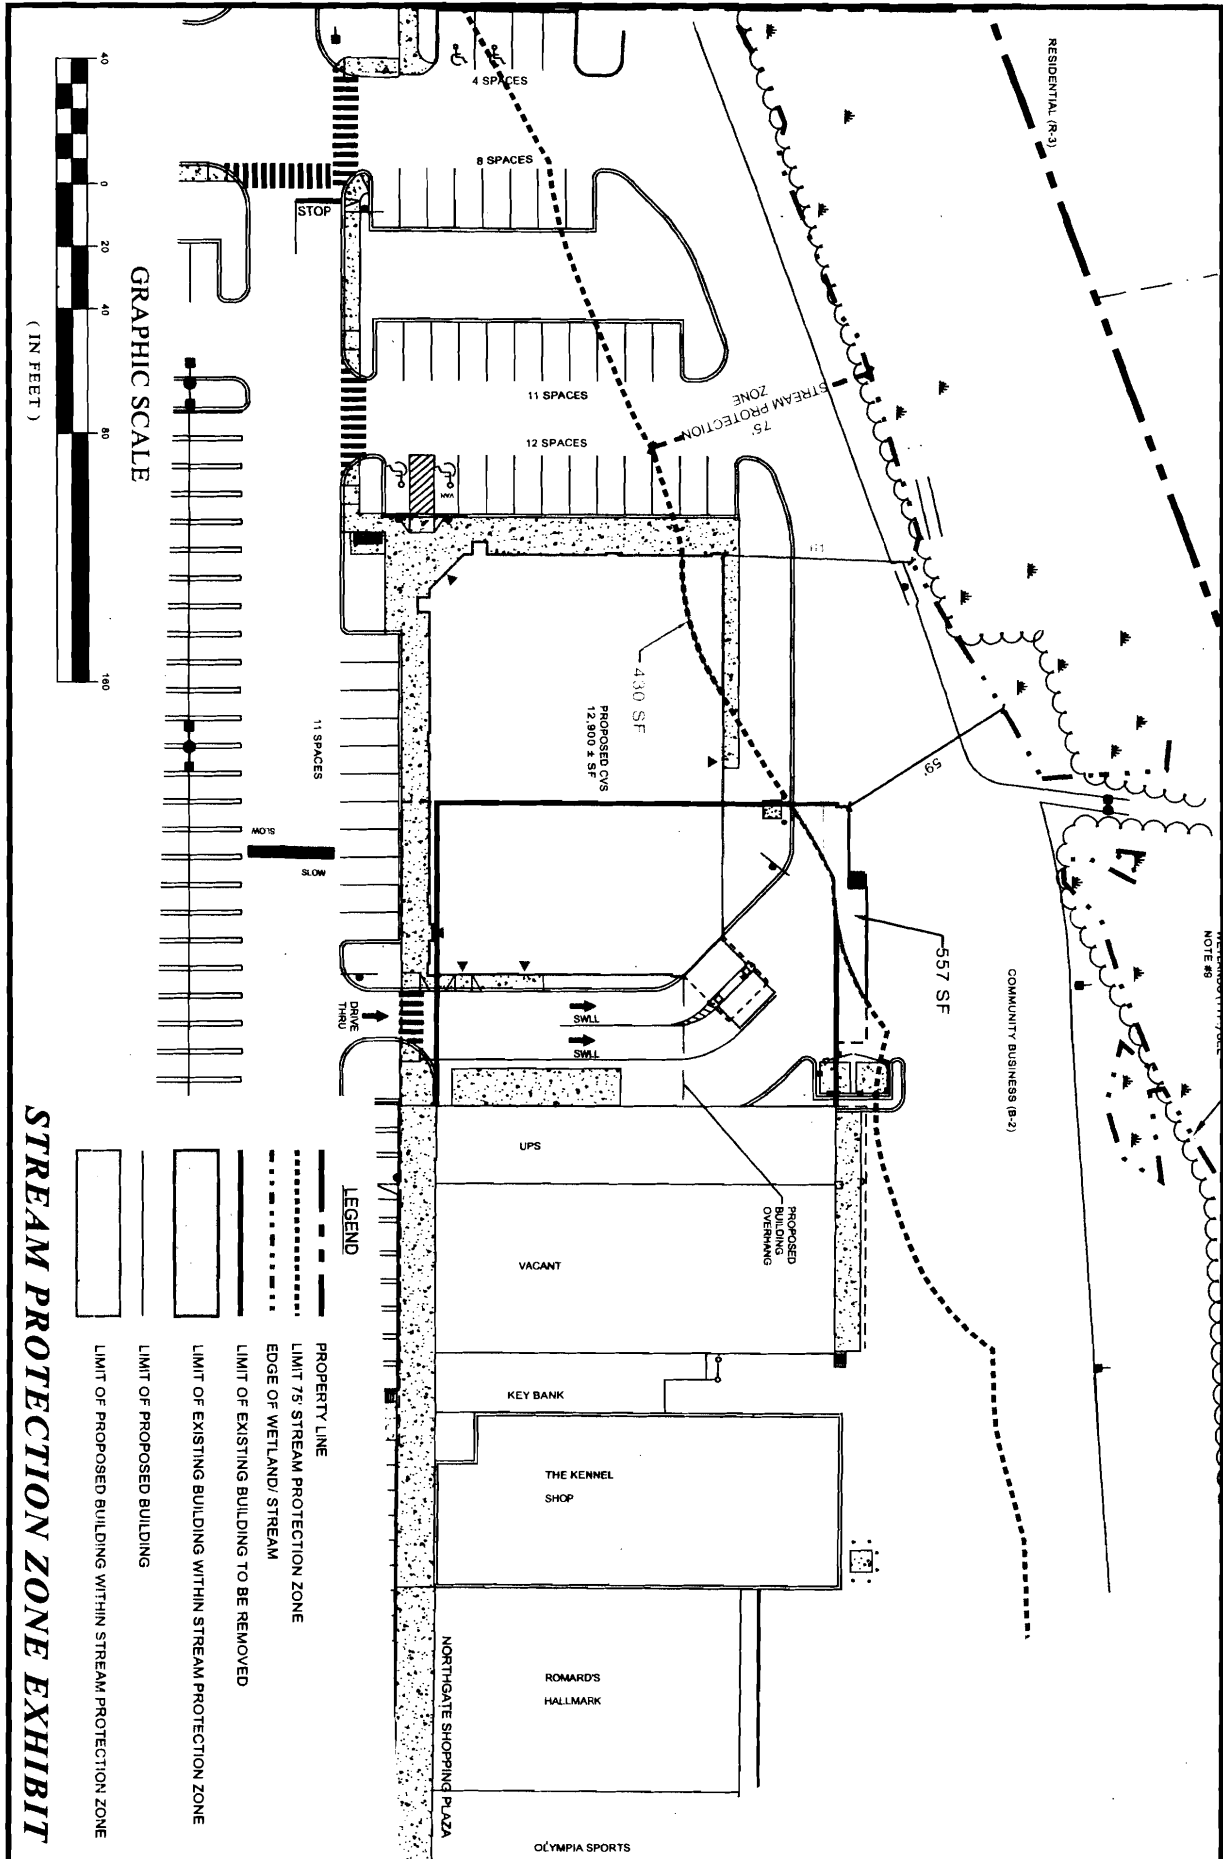 RESIDENTIAL (R-3)
4 SPACES
8 SPACES
STOP
11 SPACES
12 SPACES
VAN
75'
STREAM PROTECTION
ZONE
61'
430 SF
PROPOSED CVS
12,900 ± SF
59'
557 SF
COMMUNITY BUSINESS (B-2)
NOTE #9
11 SPACES
SLOW
SLOW
DRIVE
THRU
SWLL
SWLL
UPS
PROPOSED
BUILDING
OVERHANG
VACANT
KEY BANK
THE KENNEL
SHOP
ROMARD'S
HALLMARK
OLYMPIA SPORTS
NORTHGATE SHOPPING PLAZA
40
0
20
40
80
160
GRAPHIC SCALE
( IN FEET )
LEGEND
PROPERTY LINE
LIMIT 75' STREAM PROTECTION ZONE
EDGE OF WETLAND/ STREAM
LIMIT OF EXISTING BUILDING TO BE REMOVED
LIMIT OF EXISTING BUILDING WITHIN STREAM PROTECTION ZONE
LIMIT OF PROPOSED BUILDING
LIMIT OF PROPOSED BUILDING WITHIN STREAM PROTECTION ZONE
STREAM PROTECTION ZONE EXHIBIT